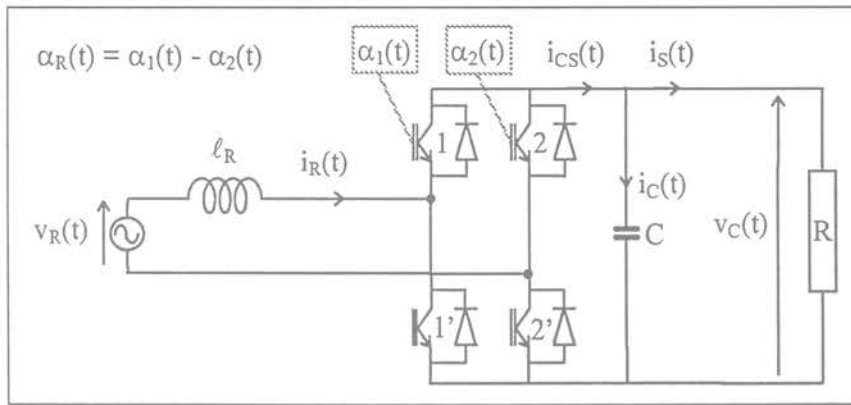 αR(t) = α1(t) - α2(t)
α1(t)
α2(t)
iCS(t)
iS(t)
1
2
ℓR
iR(t)
iC(t)
vR(t)
C
vC(t)
R
1'
2'